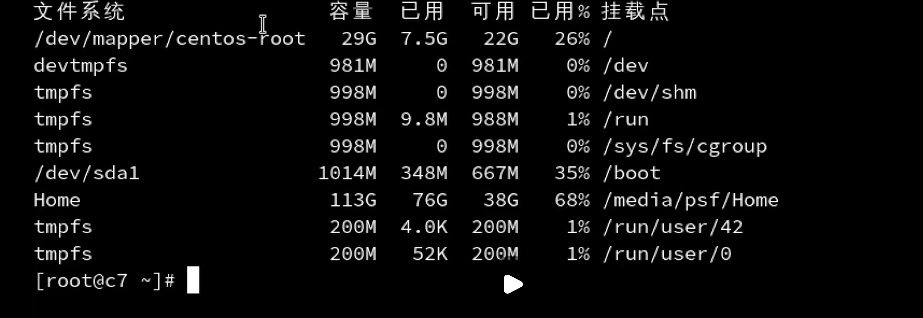 文件系统 容量 已用 可用 已用% 挂载点
/dev/mapper/centos-root 29G 7.5G 22G 26% /
devtmpfs 981M 0 981M 0% /dev
tmpfs 998M 0 998M 0% /dev/shm
tmpfs 998M 9.8M 988M 1% /run
tmpfs 998M 0 998M 0% /sys/fs/cgroup
/dev/sda1 1014M 348M 667M 35% /boot
Home 113G 76G 38G 68% /media/psf/Home
tmpfs 200M 4.0K 200M 1% /run/user/42
tmpfs 200M 52K 200M 1% /run/user/0
[root@c7 ~]#